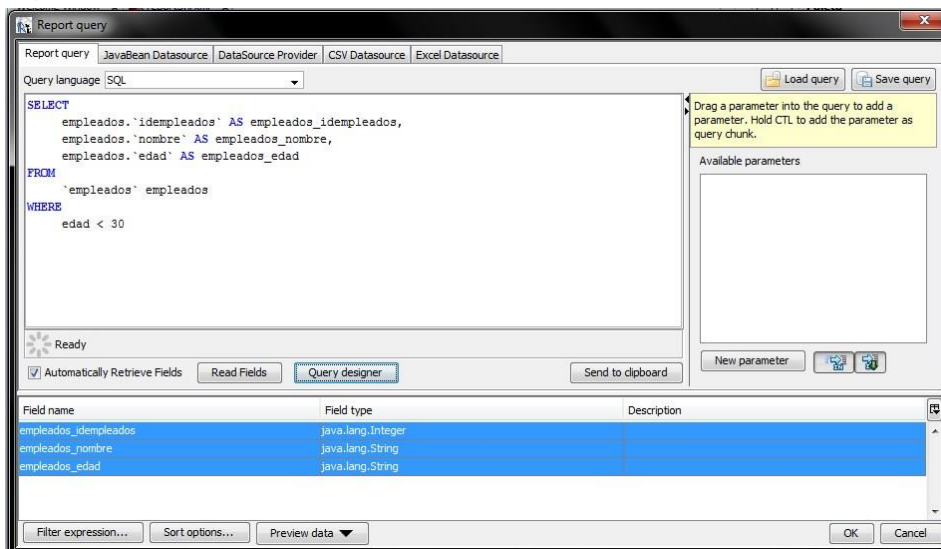 Report query
Report query JavaBean Datasource DataSource Provider CSV Datasource Excel Datasource
Query language SQL
Load query Save query
SELECT
empleados.`idempleados` AS empleados_idempleados,
empleados.`nombre` AS empleados_nombre,
empleados.`edad` AS empleados_edad
FROM
`empleados` empleados
WHERE
edad < 30
Drag a parameter into the query to add a
parameter. Hold CTL to add the parameter as
query chunk.
Available parameters
Ready
New parameter
Automatically Retrieve Fields Read Fields Query designer Send to clipboard
Field name Field type Description
empleados_idempleados java.lang.Integer
empleados_nombre java.lang.String
empleados_edad java.lang.String
Filter expression... Sort options... Preview data OK Cancel